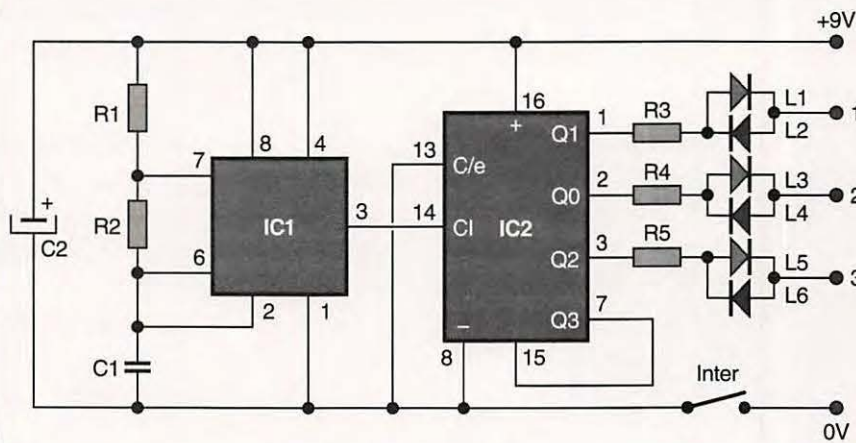 +9V
R1
R3
L1
1
16
1
L2
+
Q1
8
4
7
13
C/e
R4
L3
2
Q0
2
L4
+
R2
IC1
3
14
Cl
IC2
R5
C2
6
3
L5
Q2
3
L6
2
1
7
Q3
–
C1
8
15
Inter
0V